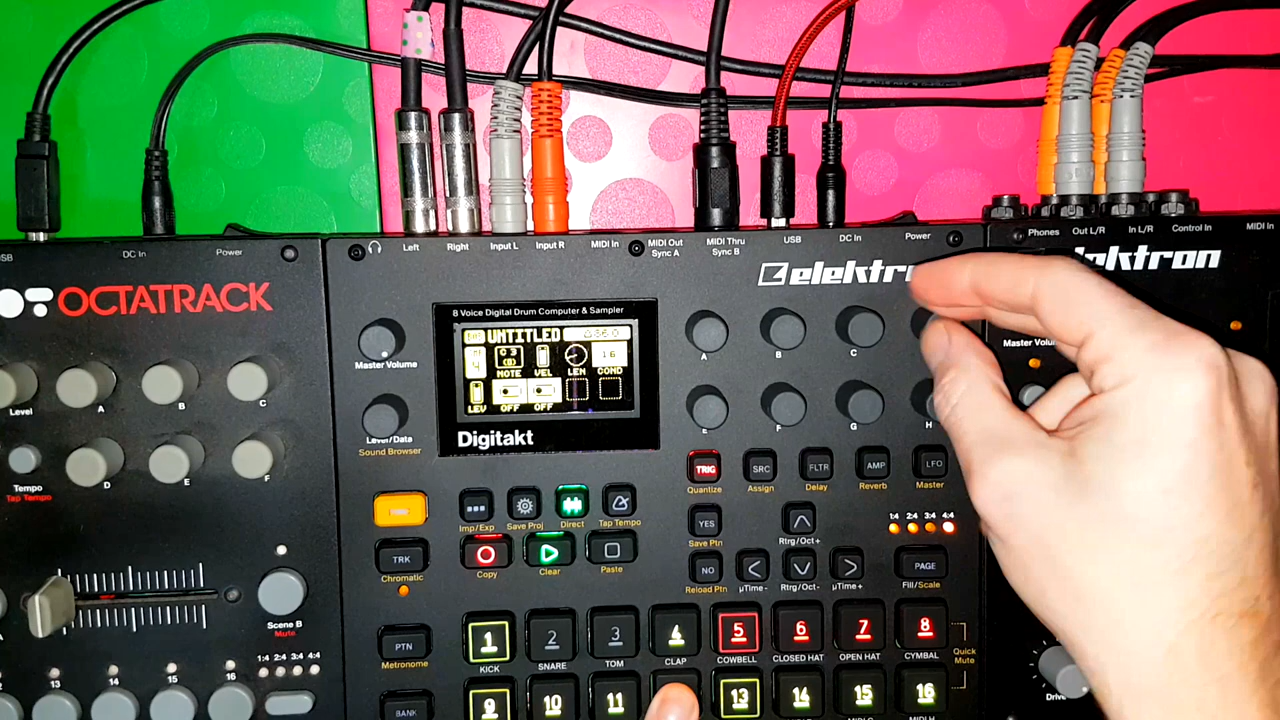 USB
DC In
Power
OCTATRACK
Level
A
B
C
Tempo
Tap Tempo
D
E
F
Scene B
Mute
1:4 2:4 3:4 4:4
13
14
15
16
Left
Right
Input L
Input R
MIDI In
MIDI Out
Sync A
MIDI Thru
Sync B
USB
DC In
Power
elektron
8 Voice Digital Drum Computer & Sampler
UNTITLED
C 3
16
NOTE
VEL
LEN
COND
LEV
OFF
OFF
Digitakt
Master Volume
Level/Data
Sound Browser
A
B
C
E
F
G
H
TRIG
SRC
FLTR
AMP
LFO
Quantize
Assign
Delay
Reverb
Master
Imp/Exp
Save Proj
Direct
Tap Tempo
Copy
Clear
Paste
TRK
Chromatic
YES
Save Ptn
Rtrg/Oct+
NO
Reload Ptn
µTime-
Rtrg/Oct-
µTime+
1:4 2:4 3:4 4:4
PAGE
Fill/Scale
PTN
Metronome
BANK
1
2
3
4
5
6
7
8
KICK
SNARE
TOM
CLAP
COWBELL
CLOSED HAT
OPEN HAT
CYMBAL
Quick
Mute
9
10
11
13
14
15
16
Phones
Out L/R
In L/R
Control In
MIDI In
elektron
Drive